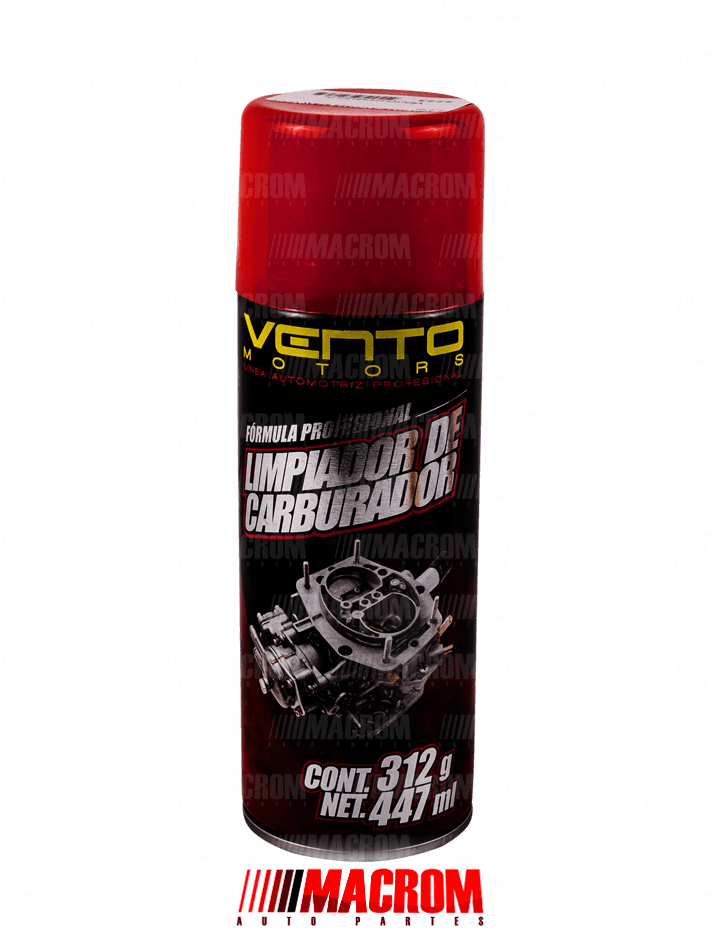 VENTO
MOTORS
LINEA AUTOMOTRIZ PROFESIONAL
FÓRMULA PROFESIONAL
LIMPIADOR DE
CARBURADOR
CONT. 312 g
NET. 447 ml
MACROM
AUTO PARTES